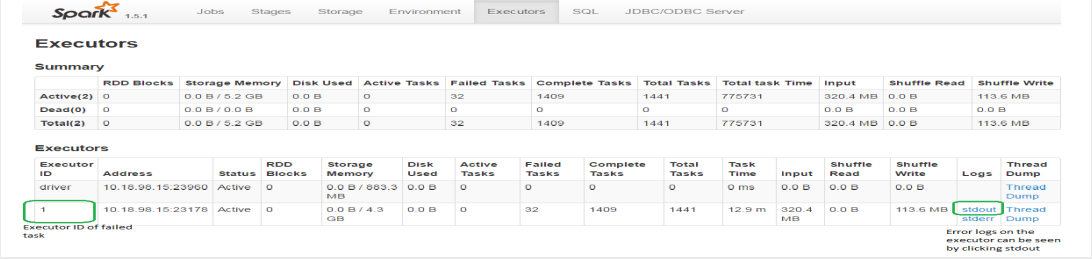 Spark 1.5.1 Jobs Stages Storage Environment Executors SQL JDBC/ODBC Server
Executors
Summary
RDD Blocks Storage Memory Disk Used Active Tasks Failed Tasks Complete Tasks Total Tasks Total task Time Input Shuffle Read Shuffle Write
Active(2) 0 0.0 B / 5.2 GB 0.0 B 0 32 1409 1441 775731 320.4 MB 0.0 B 113.6 MB
Dead(0) 0 0.0 B / 0.0 B 0.0 B 0 0 0 0 0 0.0 B 0.0 B 0.0 B
Total(2) 0 0.0 B / 5.2 GB 0.0 B 0 32 1409 1441 775731 320.4 MB 0.0 B 113.6 MB
Executors
Executor ID Address Status RDD Blocks Storage Memory Disk Used Active Tasks Failed Tasks Complete Tasks Total Tasks Task Time Input Shuffle Read Shuffle Write Logs Thread Dump
driver 10.18.98.15:23960 Active 0 0.0 B / 883.3 MB 0.0 B 0 0 0 0 0 ms 0.0 B 0.0 B 0.0 B Thread Dump
1 10.18.98.15:23178 Active 0 0.0 B / 4.3 GB 0.0 B 0 32 1409 1441 12.9 m 320.4 MB 0.0 B 113.6 MB stdout stderr Thread Dump
Executor ID of failed
task
Error logs on the
executor can be seen
by clicking stdout